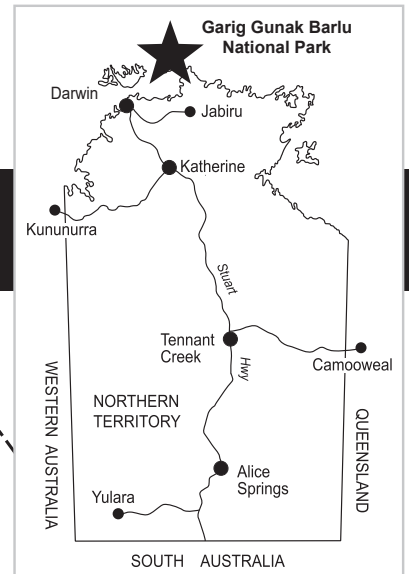 Garig Gunak Barlu
National Park
Darwin
Jabiru
Katherine
Kununurra
Stuart
Tennant
Creek
Hwy
Camooweal
WESTERN AUSTRALIA
NORTHERN
TERRITORY
QUEENSLAND
Alice
Springs
Yulara
SOUTH AUSTRALIA